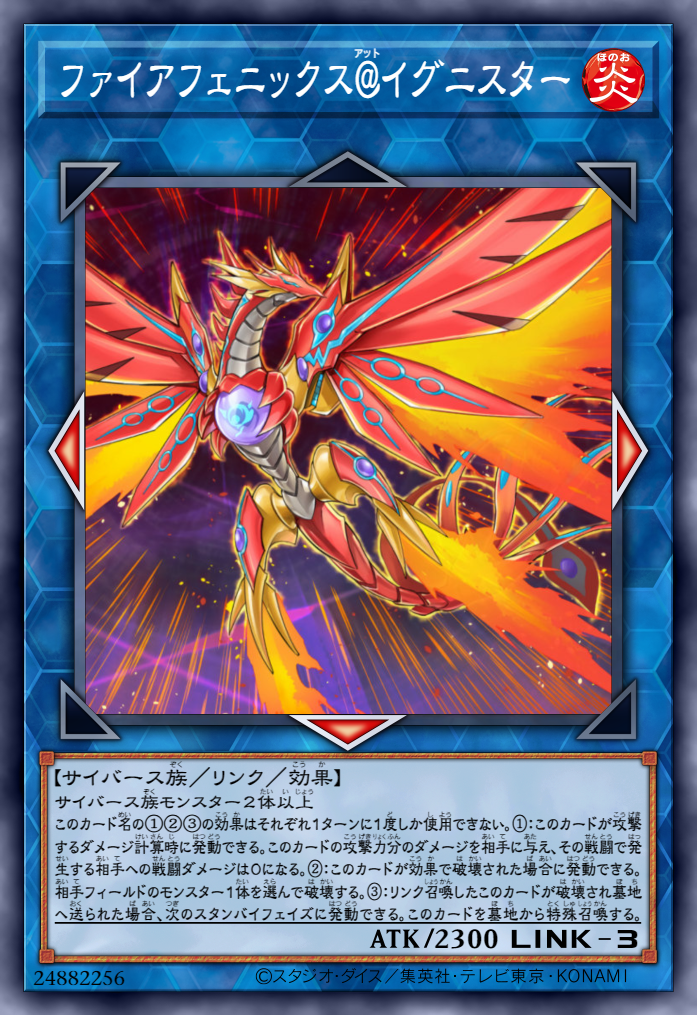 ファイアフェニックス@イグニスター
炎
【サイバース族／リンク／効果】
サイバース族モンスター２体以上
このカード名の①②③の効果はそれぞれ１ターンに１度しか使用できない。①：このカードが攻撃
するダメージ計算時に発動できる。このカードの攻撃力分のダメージを相手に与え、その戦闘で発
生する相手への戦闘ダメージは０になる。②：このカードが効果で破壊された場合に発動できる。
相手フィールドのモンスター１体を選んで破壊する。③：リンク召喚したこのカードが破壊され墓地
へ送られた場合、次のスタンバイフェイズに発動できる。このカードを墓地から特殊召喚する。
ATK/2300 LINK-3
24882256 ©スタジオ・ダイス／集英社・テレビ東京・KONAMI